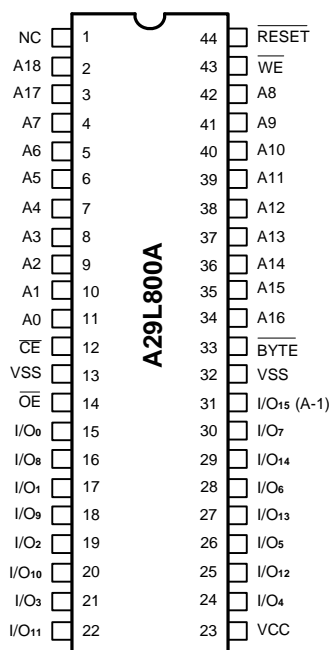 NC 1 44 RESET
A18 2 43 WE
A17 3 42 A8
A7 4 41 A9
A6 5 40 A10
A5 6 39 A11
A4 7 38 A12
A3 8 37 A13
A2 9 36 A14
A1 10 35 A15
A0 11 34 A16
CE 12 33 BYTE
VSS 13 32 VSS
OE 14 31 I/O15 (A-1)
I/O0 15 30 I/O7
I/O8 16 29 I/O14
I/O1 17 28 I/O6
I/O9 18 27 I/O13
I/O2 19 26 I/O5
I/O10 20 25 I/O12
I/O3 21 24 I/O4
I/O11 22 23 VCC
A29L800A